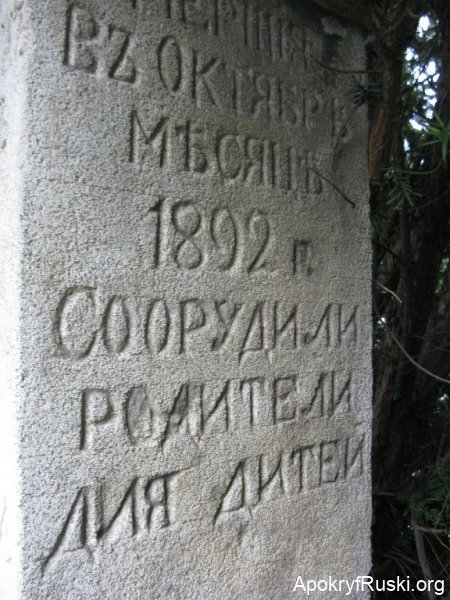 ВЪ ОКТЯБРѢ
МѢСЯЦѢ
1892 г.
СООРУДИЛИ
РОДИТЕЛИ
ДЛЯ ДИТЕЙ
ApokryfRuski.org